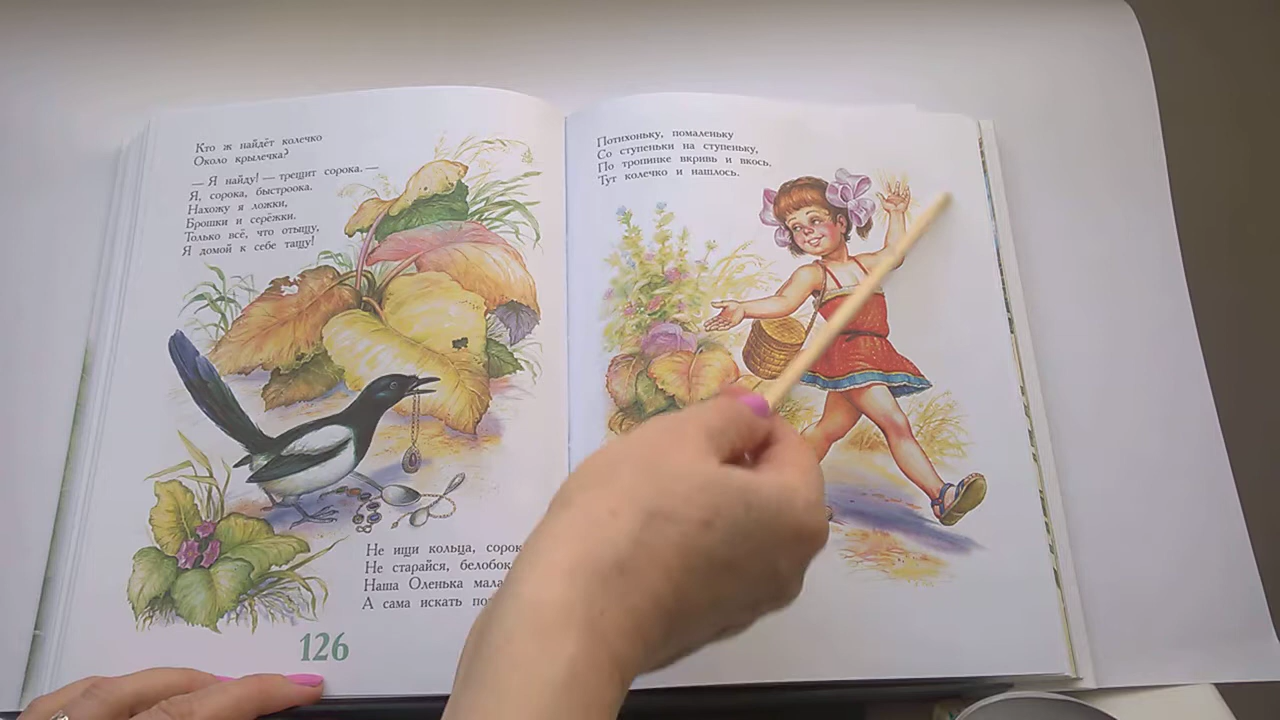 Кто ж найдёт колечко
Около крылечка?
— Я найду! — трещит сорока. —
Я, сорока, быстроока.
Нахожу я ложки,
Брошки и серёжки.
Только всё, что отыщу,
Я домой к себе тащу!
Не ищи кольца,
Не старайся,
Наша Оленька
А сама искать
126
Потихоньку, помаленьку
Со ступеньки на ступеньку,
По тропинке вкривь и вкось,
Тут колечко и нашлось.